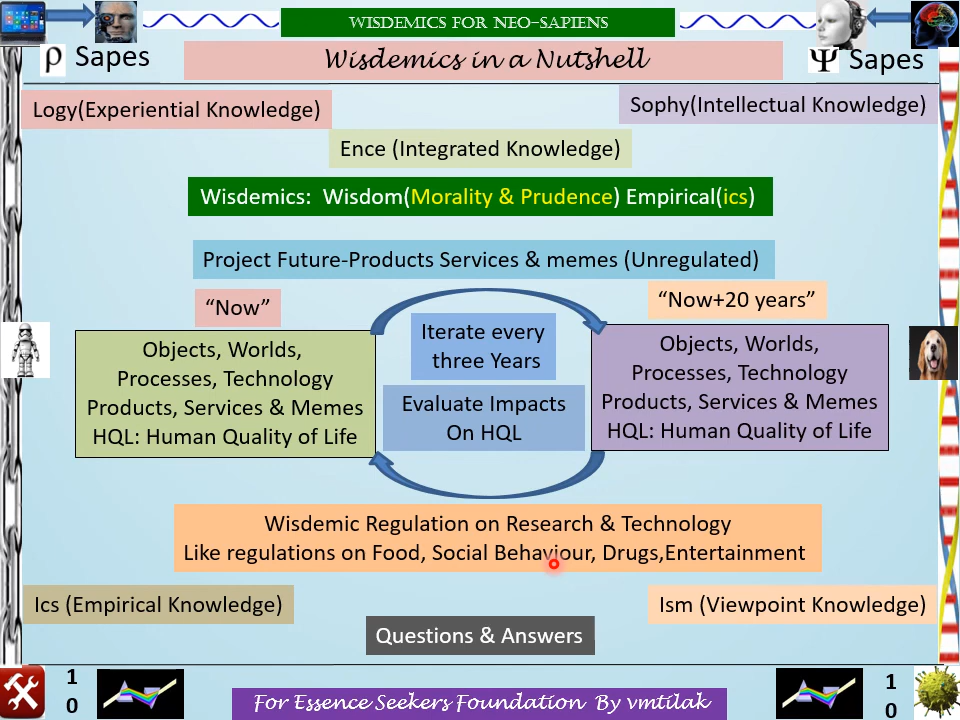 WISDEMICS FOR NEO-SAPIENS
ρ Sapes
Wisdemics in a Nutshell
Ψ Sapes
Logy(Experiential Knowledge)
Sophy(Intellectual Knowledge)
Ence (Integrated Knowledge)
Wisdemics: Wisdom(Morality & Prudence) Empirical(ics)
Project Future-Products Services & memes (Unregulated)
“Now”
“Now+20 years”
Objects, Worlds,
Processes, Technology
Products, Services & Memes
HQL: Human Quality of Life
Iterate every
three Years
Evaluate Impacts
On HQL
Objects, Worlds,
Processes, Technology
Products, Services & Memes
HQL: Human Quality of Life
Wisdemic Regulation on Research & Technology
Like regulations on Food, Social Behaviour, Drugs,Entertainment
Ics (Empirical Knowledge)
Ism (Viewpoint Knowledge)
Questions & Answers
1
0
For Essence Seekers Foundation By vmtilak
1
0